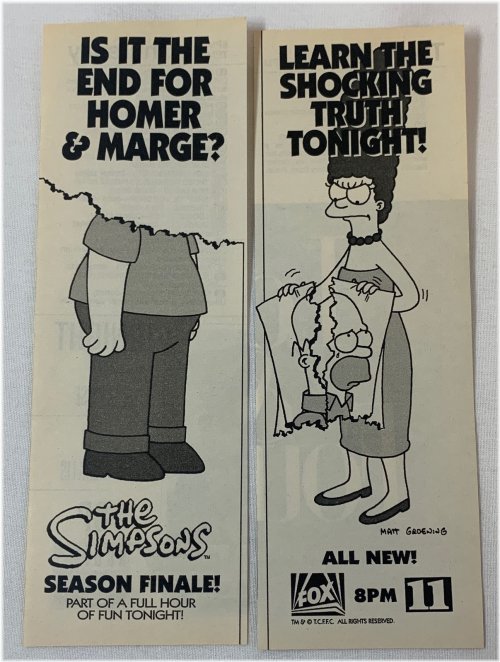 IS IT THE
END FOR
HOMER
& MARGE?
THE
SIMPSONS
TM
SEASON FINALE!
PART OF A FULL HOUR
OF FUN TONIGHT!
LEARN THE
SHOCKING
TRUTH
TONIGHT!
MATT GROENING
ALL NEW!
FOX 8PM 11
TM & © T.C.F.F.C. ALL RIGHTS RESERVED.